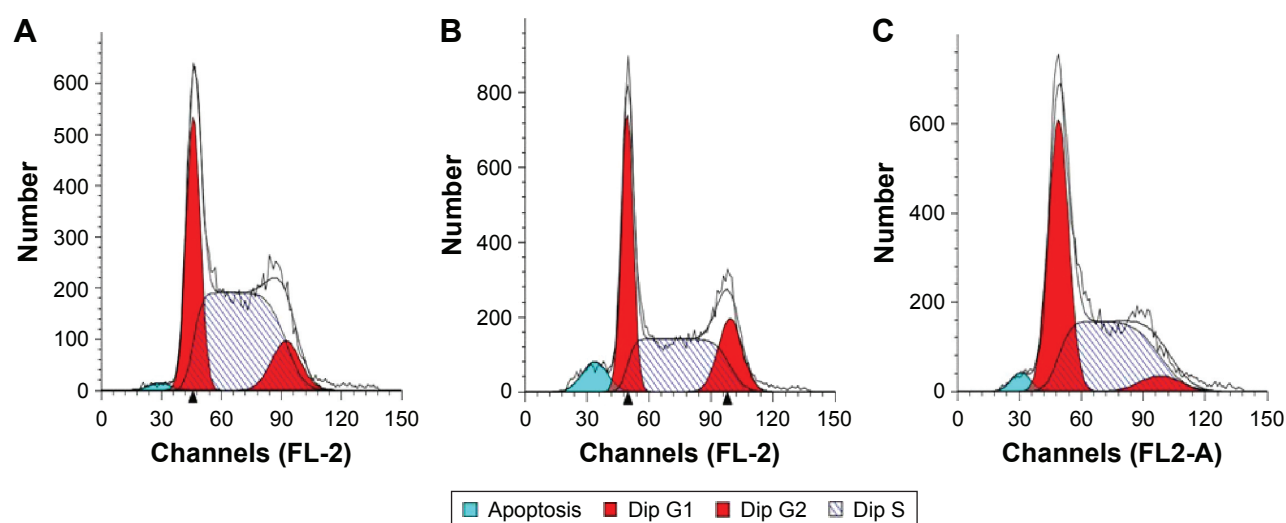 A
B
C
Number
600
500
400
300
200
100
0
0 30 60 90 120 150
Channels (FL-2)
Number
800
600
400
200
0
0 30 60 90 120 150
Channels (FL-2)
Number
600
400
200
0
0 30 60 90 120 150
Channels (FL2-A)
Apoptosis Dip G1 Dip G2 Dip S